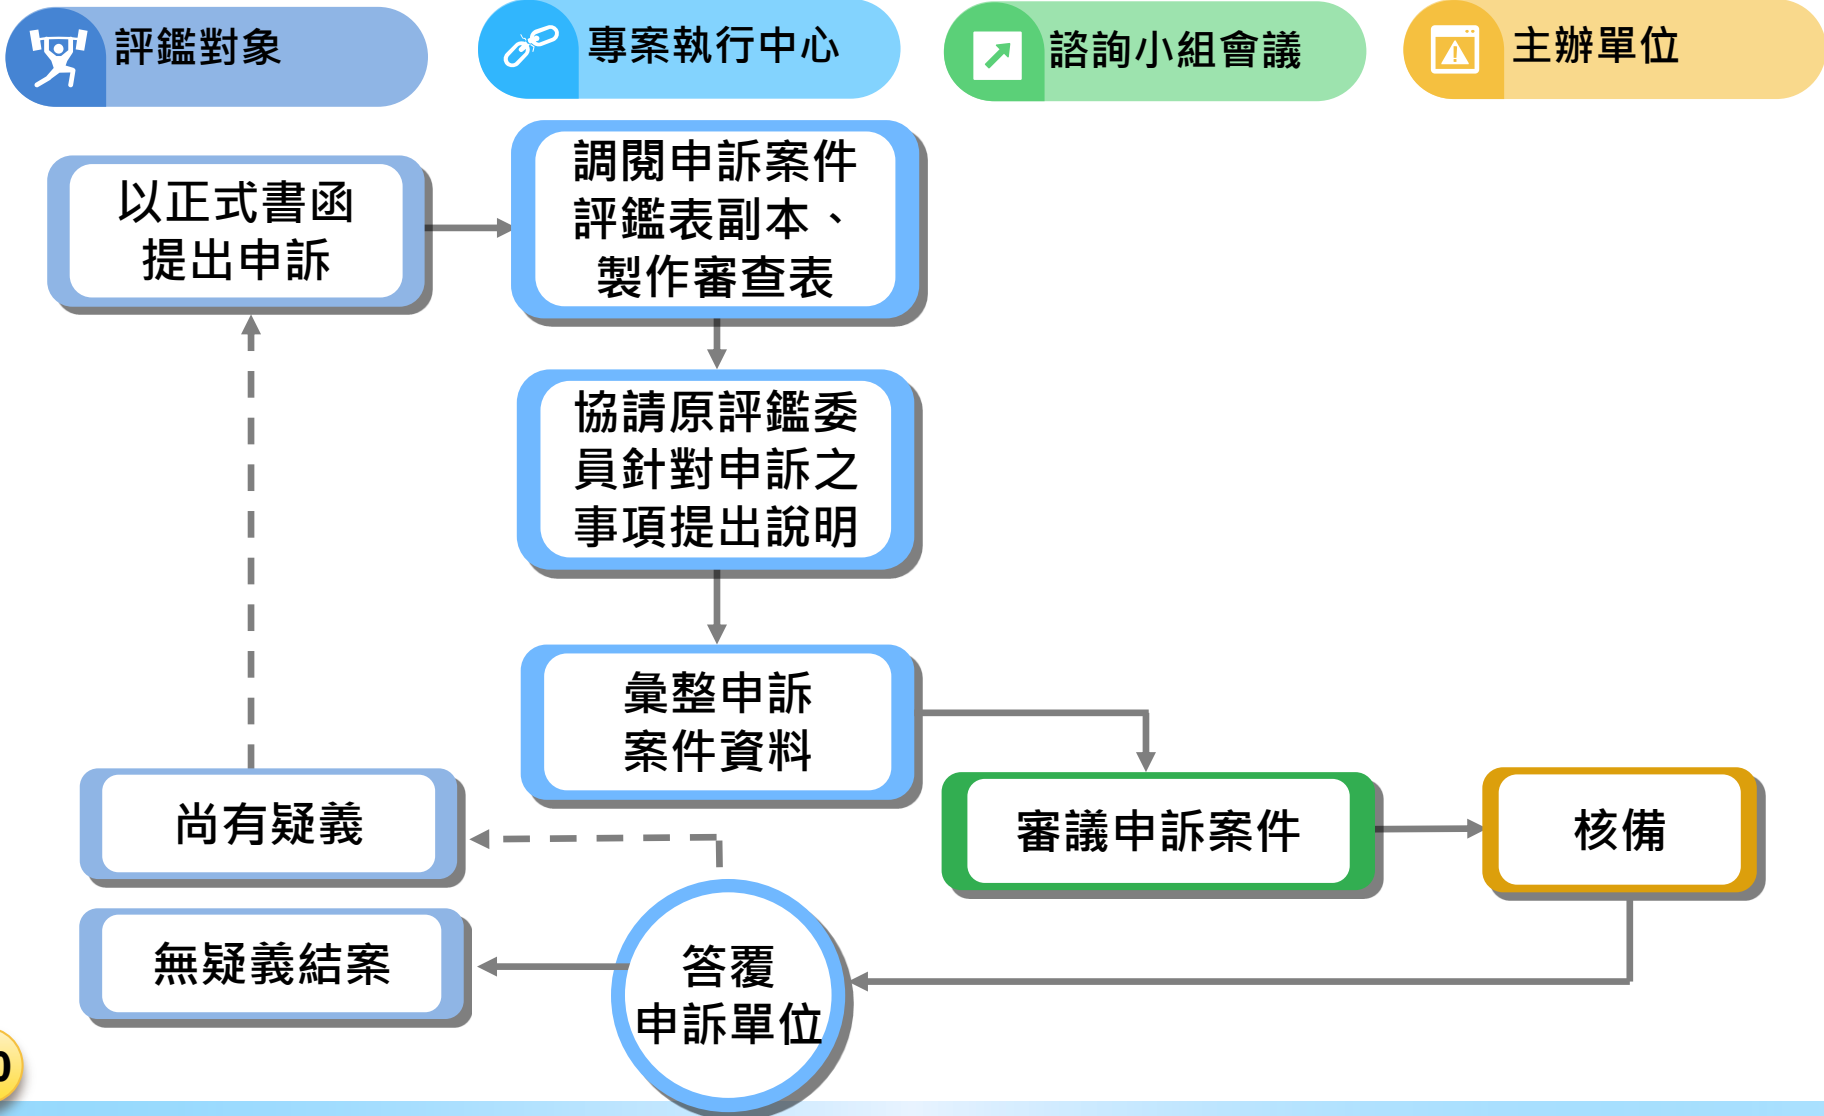 評鑑對象
專案執行中心
諮詢小組會議
主辦單位
以正式書函
提出申訴
調閱申訴案件
評鑑表副本、
製作審查表
協請原評鑑委
員針對申訴之
事項提出說明
彙整申訴
案件資料
審議申訴案件
核備
尚有疑義
無疑義結案
答覆
申訴單位
0